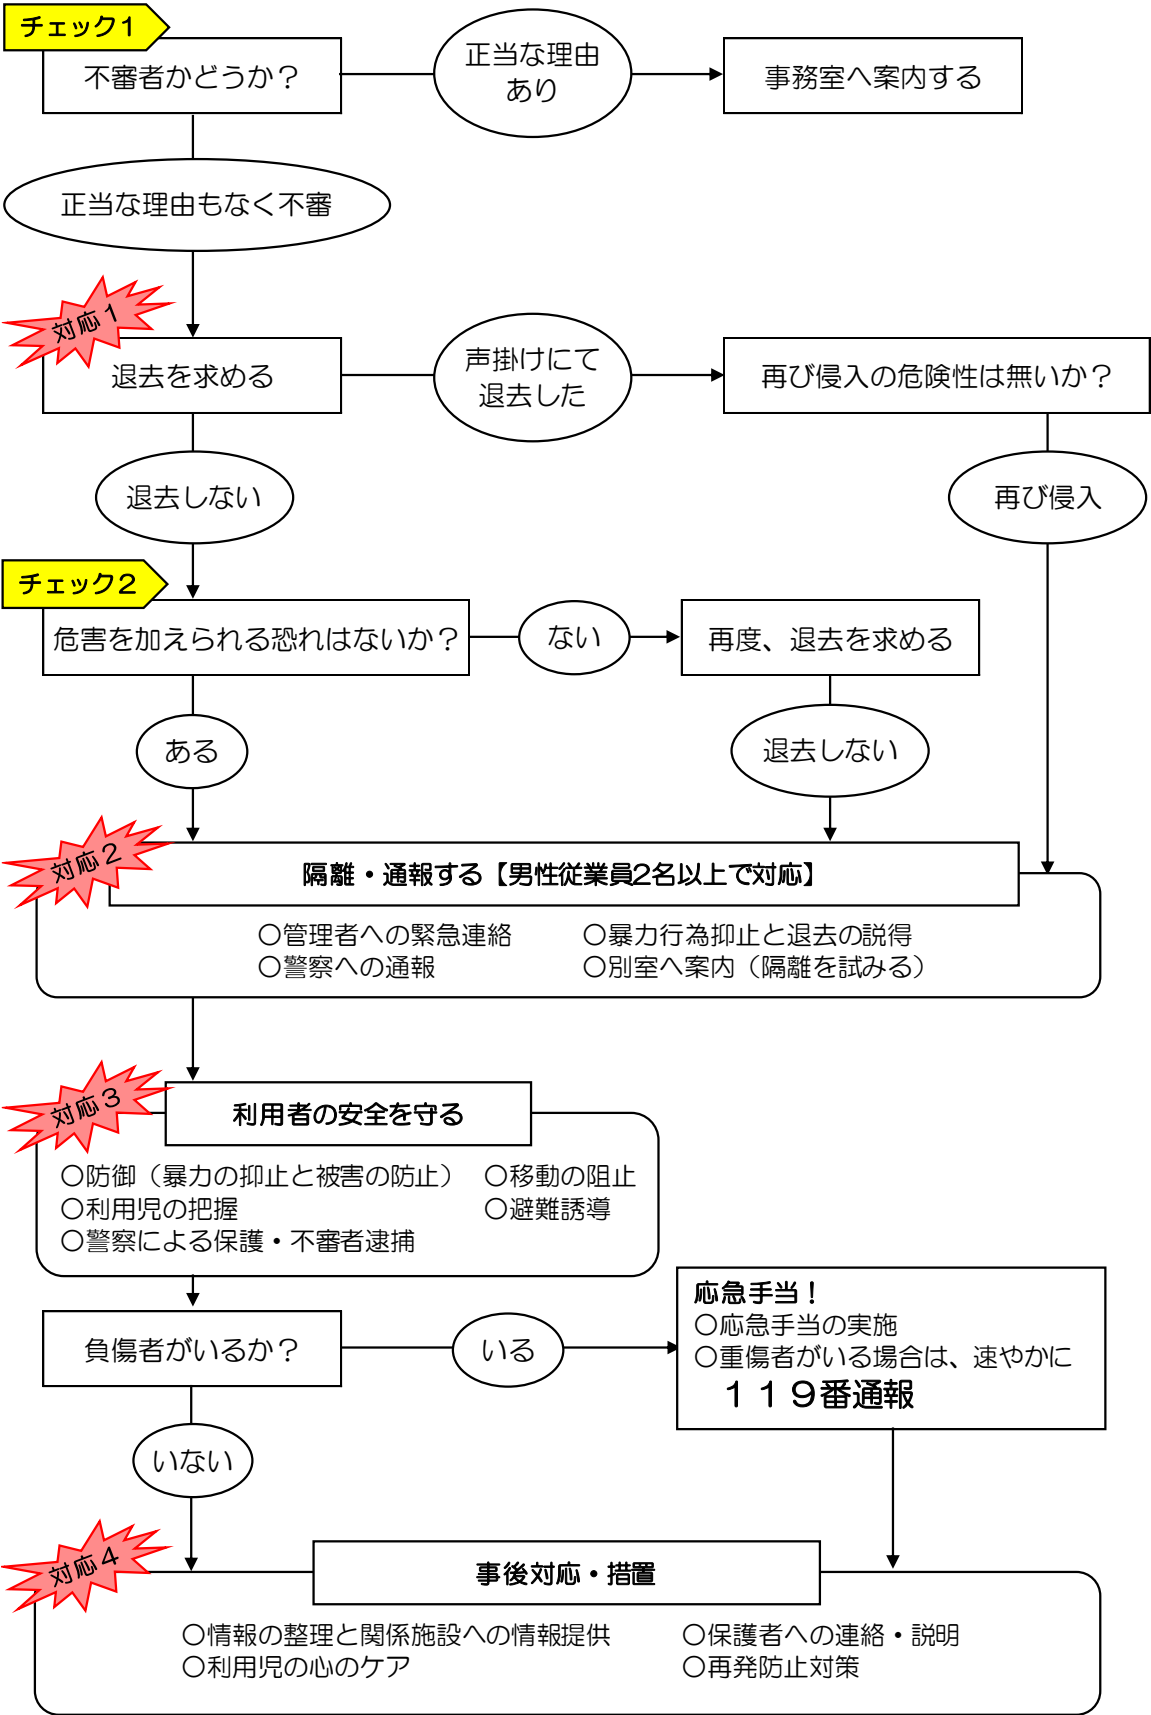 チェック１
不審者かどうか？
正当な理由
あり
事務室へ案内する
正当な理由もなく不審
対応１
退去を求める
声掛けにて
退去した
再び侵入の危険性は無いか？
退去しない
再び侵入
チェック２
危害を加えられる恐れはないか？
ない
再度、退去を求める
ある
退去しない
対応２
隔離・通報する【男性従業員2名以上で対応】
〇管理者への緊急連絡　〇暴力行為抑止と退去の説得
〇警察への通報　〇別室へ案内（隔離を試みる）
対応３
利用者の安全を守る
〇防御（暴力の抑止と被害の防止）　〇移動の阻止
〇利用児の把握　〇避難誘導
〇警察による保護・不審者逮捕
負傷者がいるか？
いる
応急手当！
〇応急手当の実施
〇重傷者がいる場合は、速やかに
１１９番通報
いない
対応４
事後対応・措置
〇情報の整理と関係施設への情報提供　〇保護者への連絡・説明
〇利用児の心のケア　〇再発防止対策